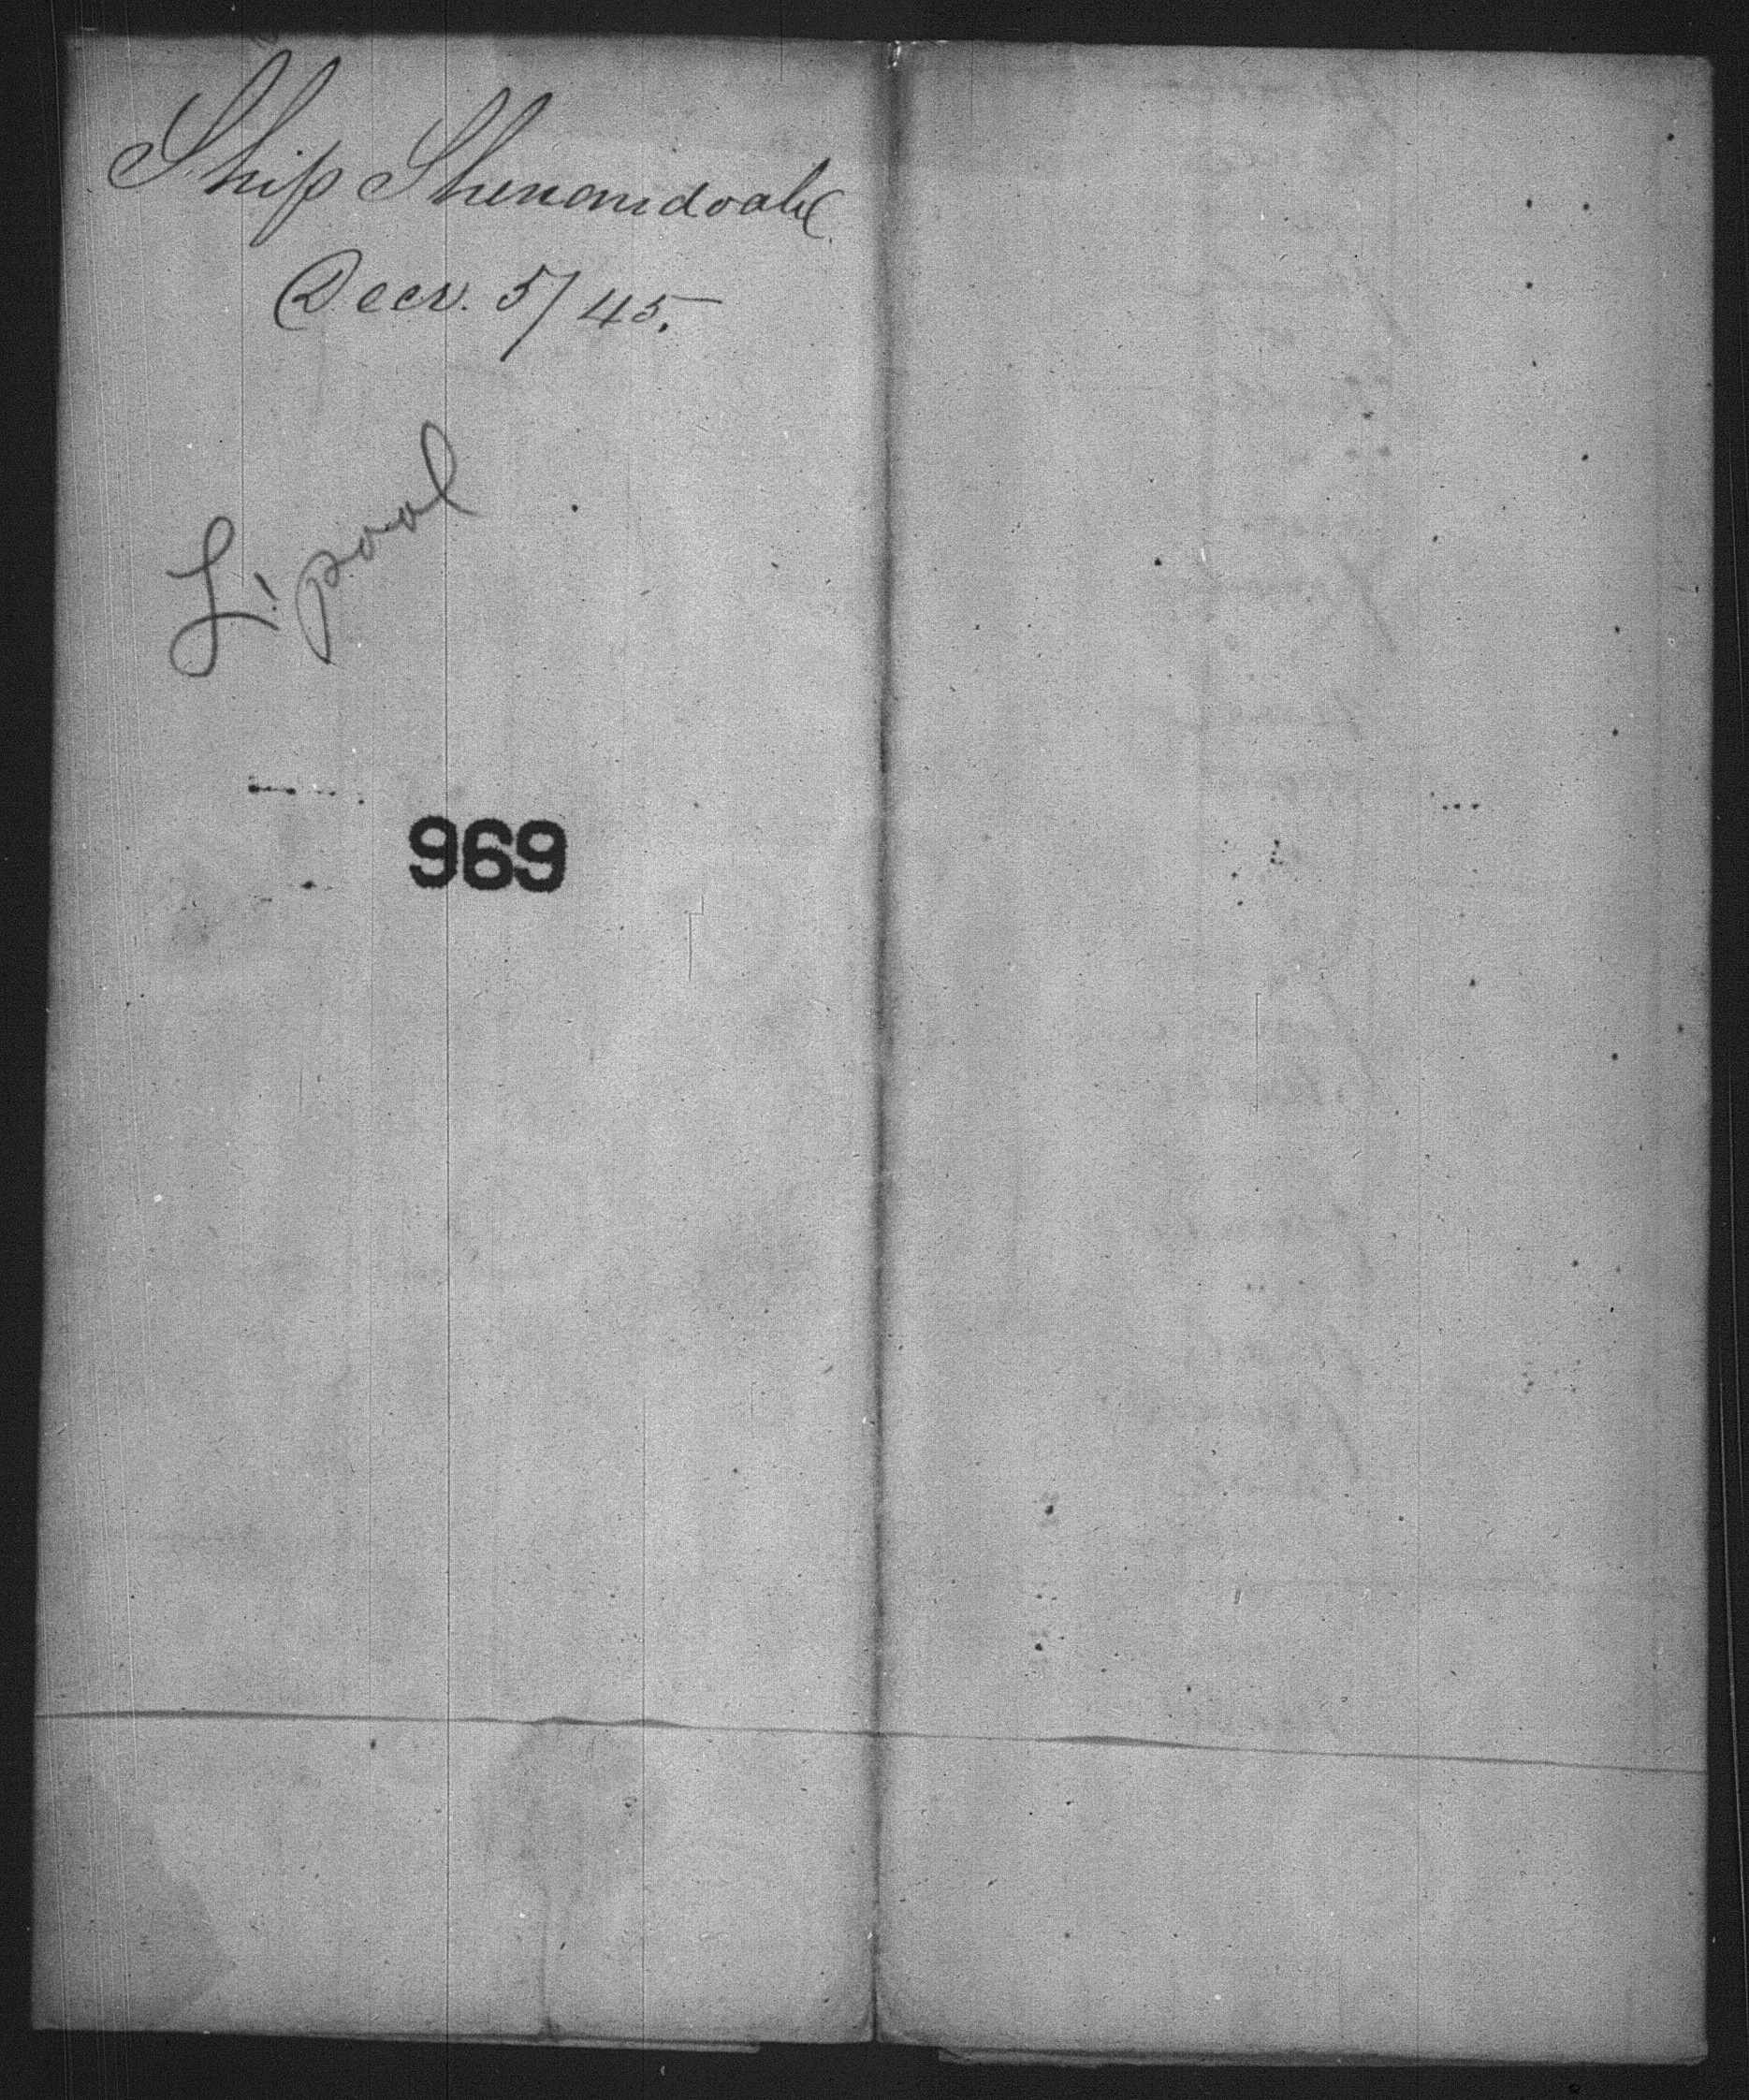 Ship Shenandoah
Decr. 5/45.
L'pool
969